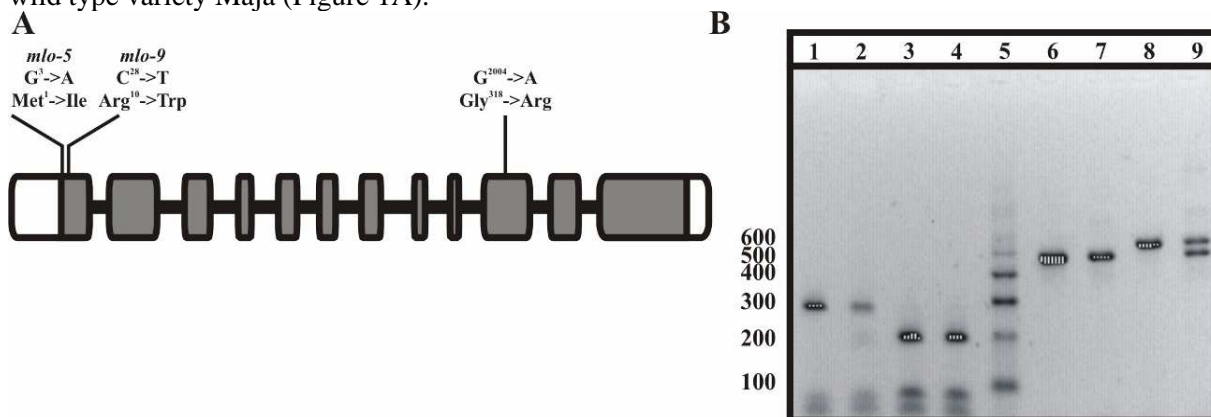 wild type variety Maja (Figure 1A).
A
B
mlo-5 mlo-9
G³->A C²⁸->T
Met¹->Ile Arg¹⁰->Trp
G²⁰⁰⁴->A
Gly³¹⁸->Arg
1 2 3 4 5 6 7 8 9
600
500
400
300
200
100